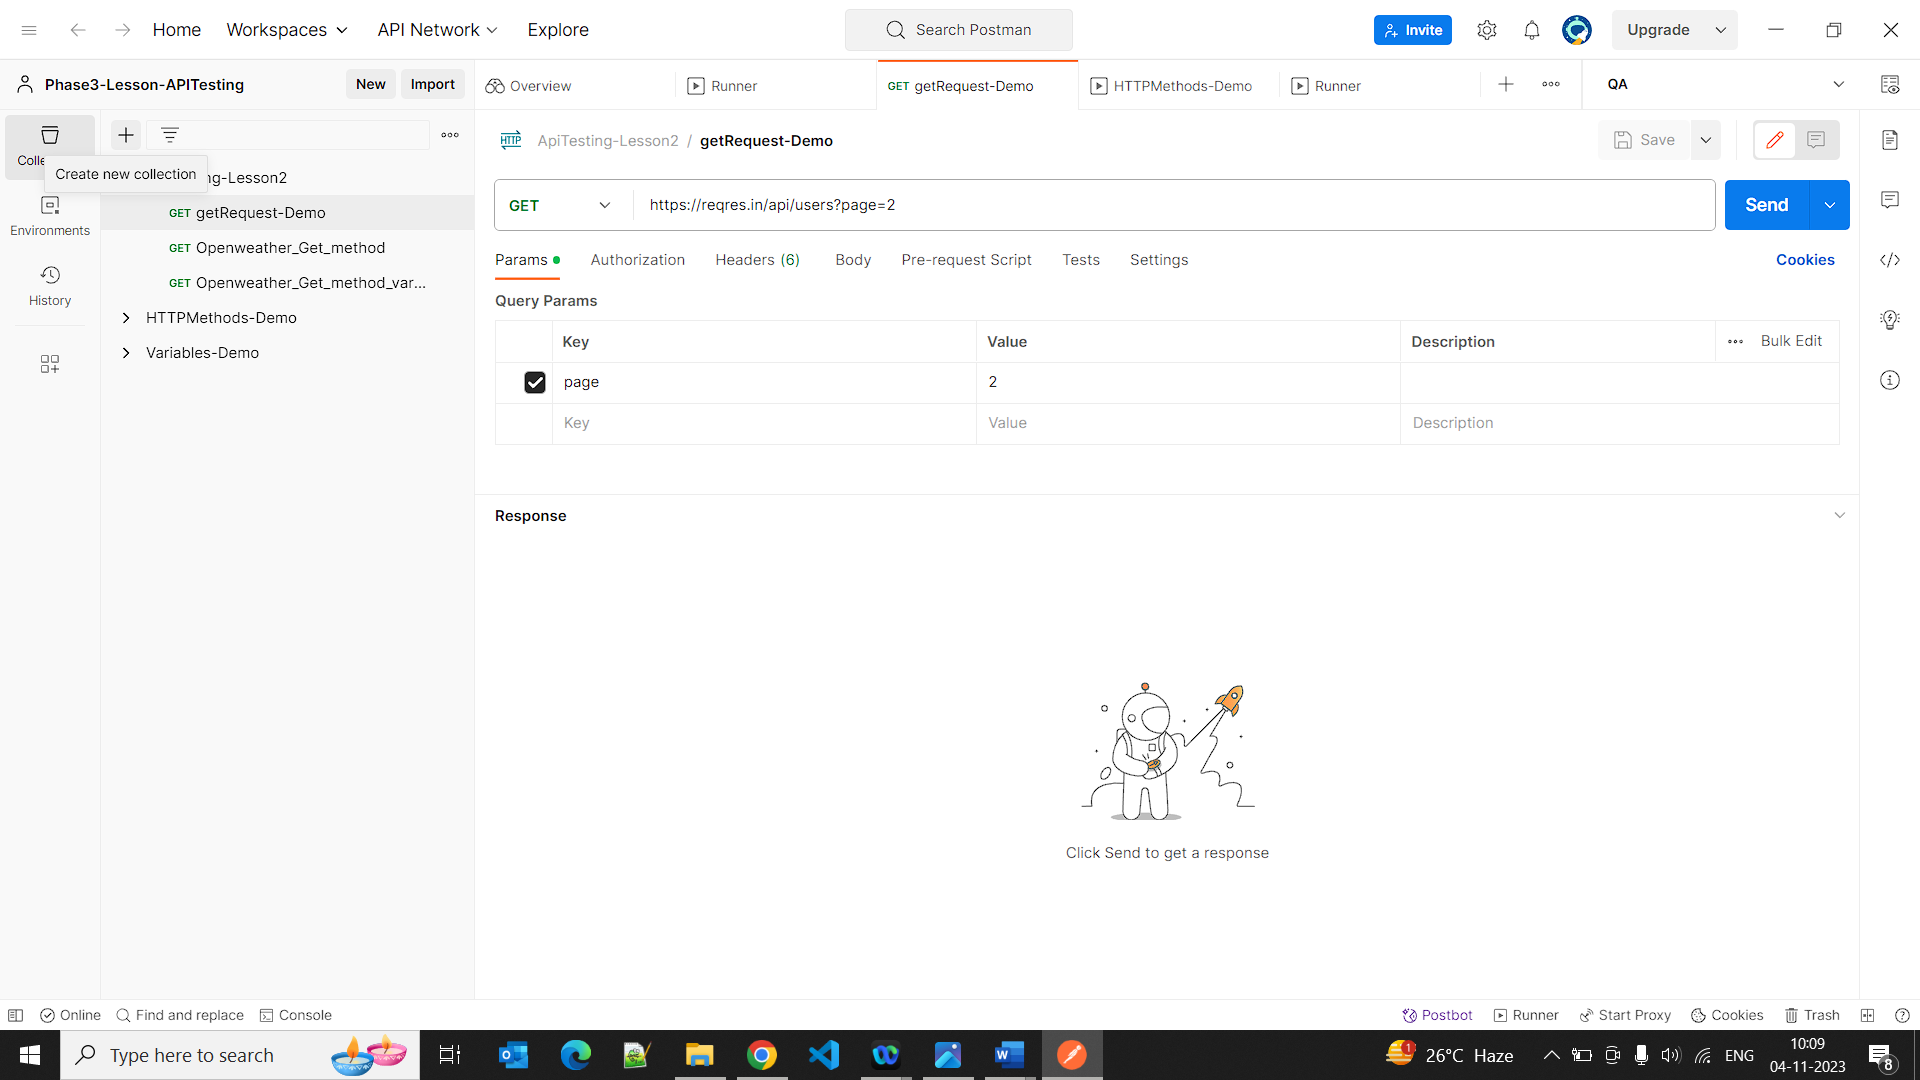 Home Workspaces API Network Explore Search Postman Invite Upgrade
Phase3-Lesson-APITesting New Import Overview Runner GET getRequest-Demo HTTPMethods-Demo Runner QA
ApiTesting-Lesson2 / getRequest-Demo Save
Create new collection
ng-Lesson2
GET getRequest-Demo
GET Openweather_Get_method
GET Openweather_Get_method_var...
HTTPMethods-Demo
Variables-Demo
Colle
Environments
History
GET https://reqres.in/api/users?page=2 Send
Params Authorization Headers (6) Body Pre-request Script Tests Settings Cookies
Query Params
Key Value Description Bulk Edit
page 2
Key Value Description
Response
HTTP
Click Send to get a response
Online Find and replace Console Postbot Runner Start Proxy Cookies Trash
Type here to search 1 26°C Haze ENG 10:09
04-11-2023 8